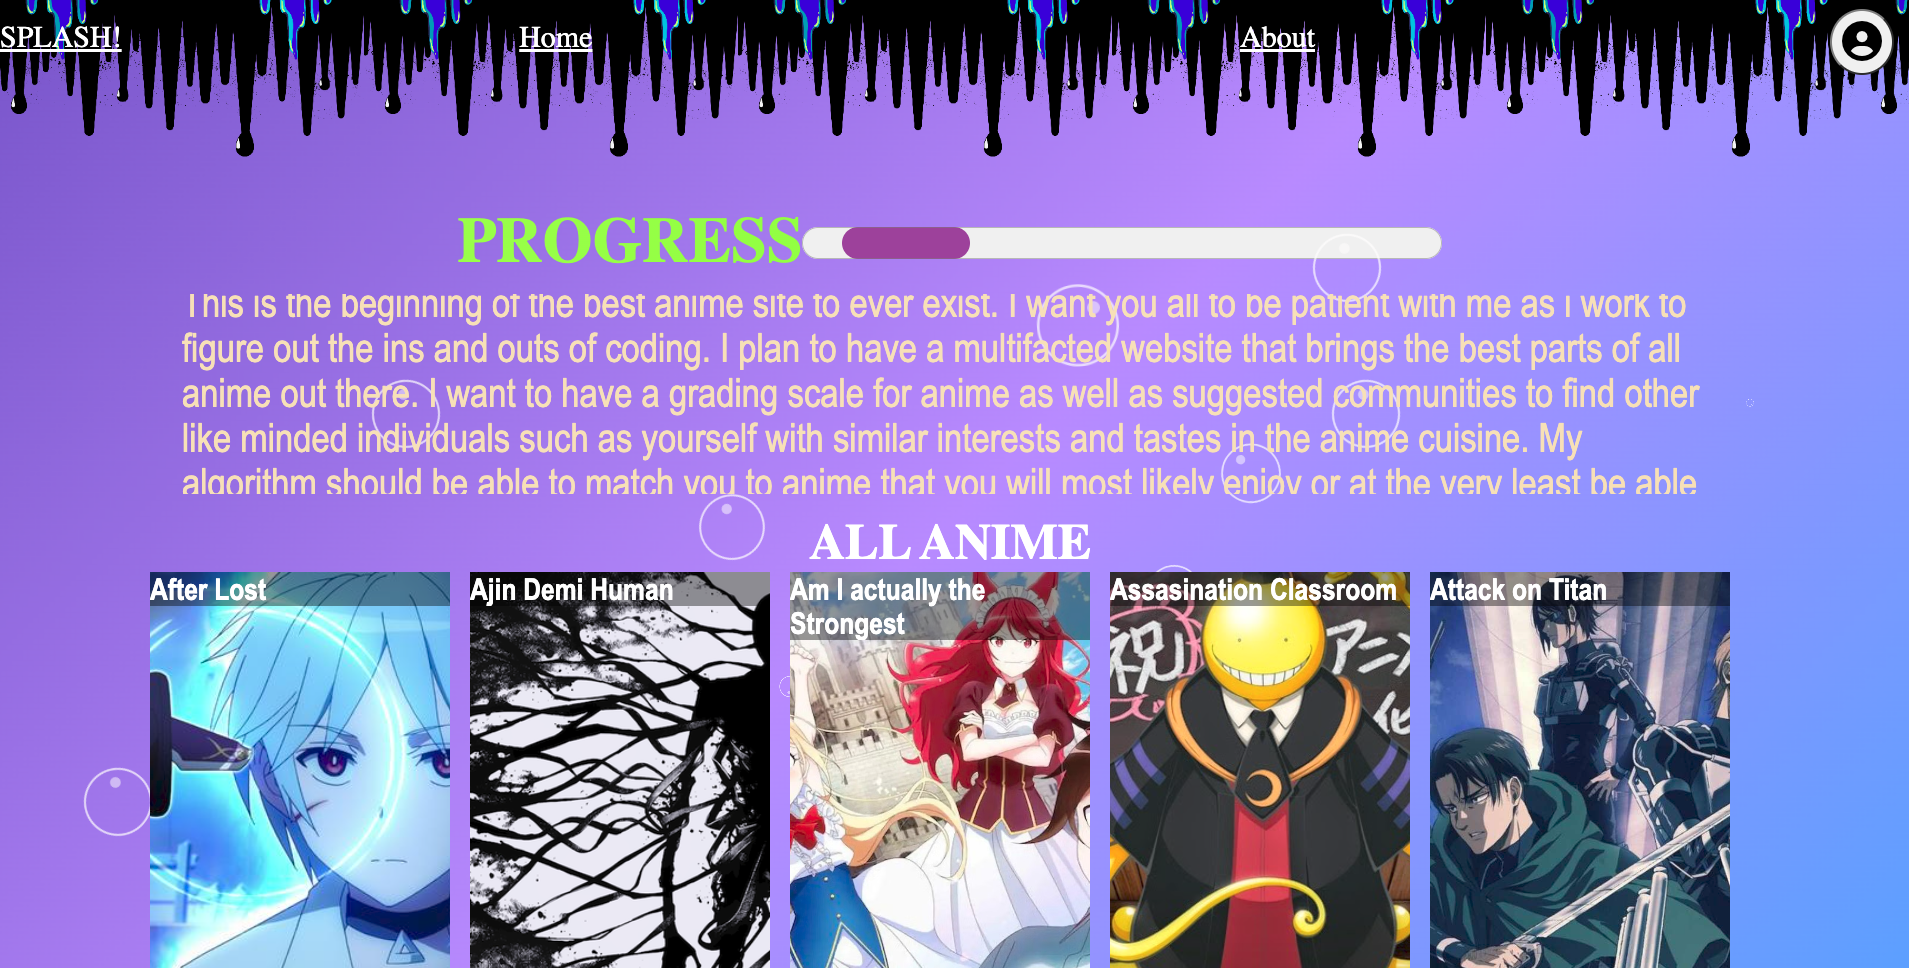 SPLASH! Home About
PROGRESS
This is the beginning of the best anime site to ever exist. I want you all to be patient with me as I work to
figure out the ins and outs of coding. I plan to have a multifacted website that brings the best parts of all
anime out there. I want to have a grading scale for anime as well as suggested communities to find other
like minded individuals such as yourself with similar interests and tastes in the anime cuisine. My
algorithm should be able to match you to anime that you will most likely enjoy or at the very least be able
ALL ANIME
After Lost
Ajin Demi Human
Am I actually the
Strongest
Assasination Classroom
Attack on Titan
祝
アニ
化